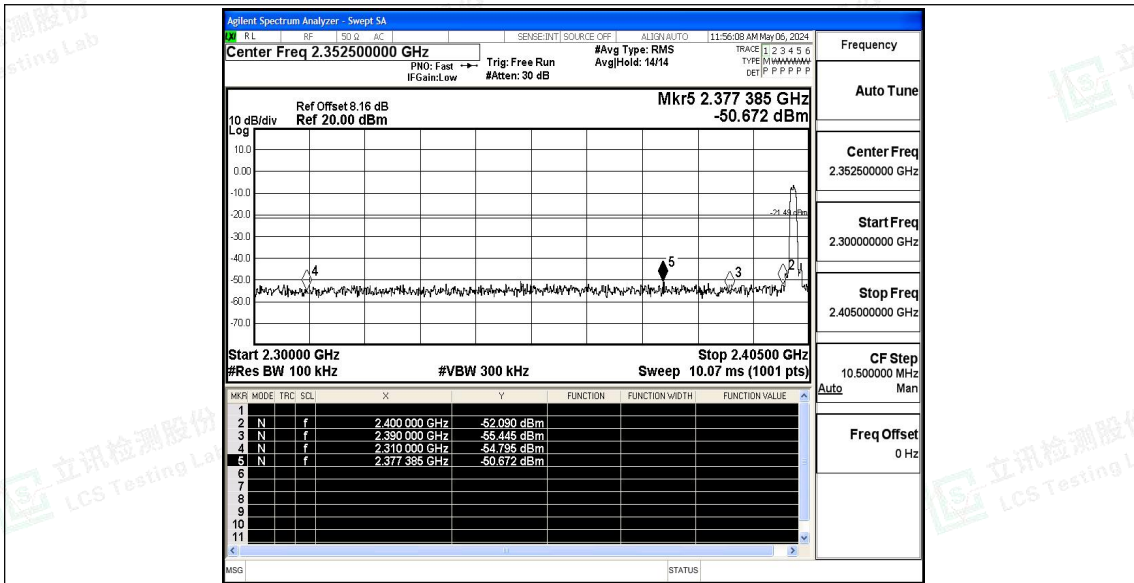 Agilent Spectrum Analyzer - Swept SA
LXI RL RF 50 Ω AC SENSE:INT SOURCE OFF ALIGNAUTO 11:56:08 AM May 06, 2024
Center Freq 2.352500000 GHz
PNO: Fast
IFGain:Low
Trig: Free Run
#Atten: 30 dB
#Avg Type: RMS
Avg|Hold: 14/14
TRACE 1 2 3 4 5 6
TYPE MWWWWW
DET P P P P P P
Mkr5 2.377 385 GHz
-50.672 dBm
Ref Offset 8.16 dB
10 dB/div Ref 20.00 dBm
Log
10.0
0.00
-10.0
-20.0
-21.49 dBm
-30.0
-40.0
-50.0
-60.0
-70.0
4
5
3
2
Start 2.30000 GHz Stop 2.40500 GHz
#Res BW 100 kHz #VBW 300 kHz Sweep 10.07 ms (1001 pts)
MKR MODE TRC SCL X Y FUNCTION FUNCTION WIDTH FUNCTION VALUE
1
2 N f 2.400 000 GHz -52.090 dBm
3 N f 2.390 000 GHz -55.445 dBm
4 N f 2.310 000 GHz -54.795 dBm
5 N f 2.377 385 GHz -50.672 dBm
6
7
8
9
10
11
MSG STATUS
Frequency
Auto Tune
Center Freq
2.352500000 GHz
Start Freq
2.300000000 GHz
Stop Freq
2.405000000 GHz
CF Step
10.500000 MHz
Auto Man
Freq Offset
0 Hz
立讯检测股份
LCS Testing Lab
立讯检测股份
LCS Testing L
测股份
sting Lab
立